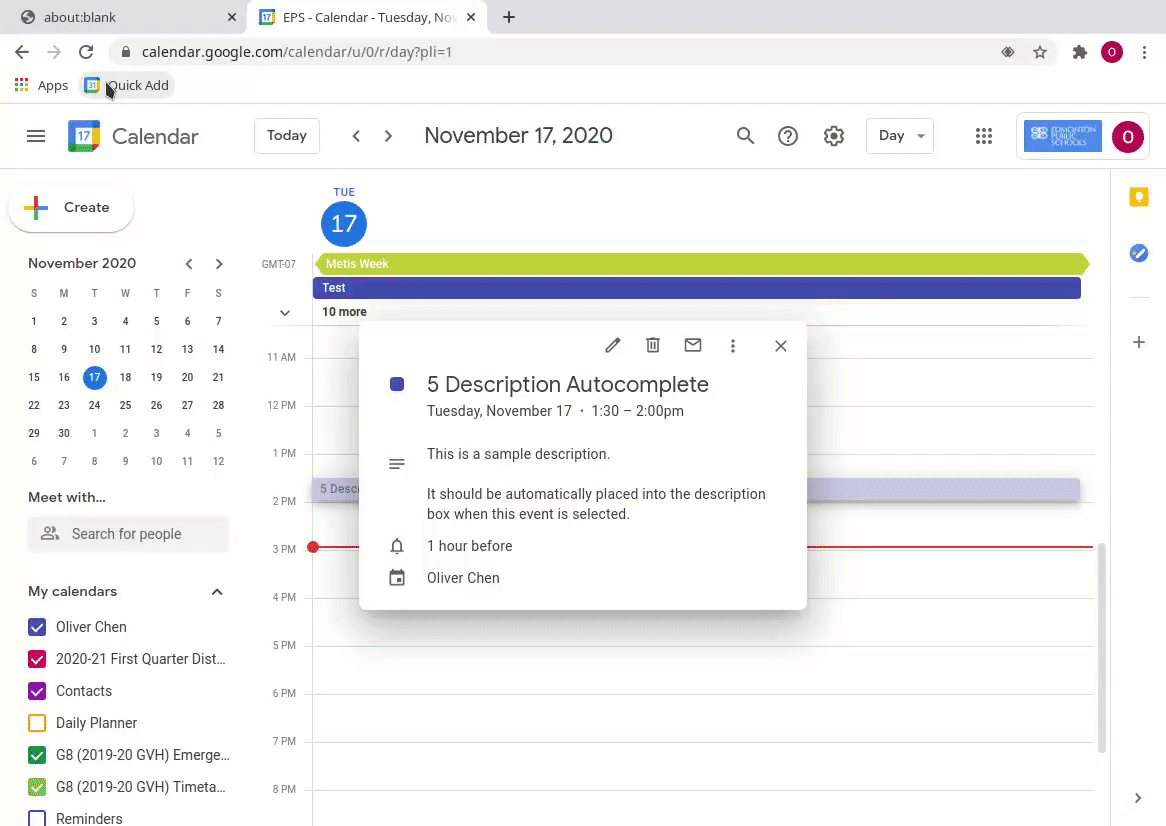 about:blank
EPS - Calendar - Tuesday, Nov
calendar.google.com/calendar/u/0/r/day?pli=1
O
Apps
31
Quick Add
17
Calendar
Today
November 17, 2020
Day
EDMONTON
PUBLIC
SCHOOLS
O
Create
TUE
17
November 2020
S M T W T F S
1 2 3 4 5 6 7
8 9 10 11 12 13 14
15 16 17 18 19 20 21
22 23 24 25 26 27 28
29 30 1 2 3 4 5
6 7 8 9 10 11 12
Meet with...
Search for people
My calendars
Oliver Chen
2020-21 First Quarter Dist...
Contacts
Daily Planner
G8 (2019-20 GVH) Emerge...
G8 (2019-20 GVH) Timeta...
Reminders
GMT-07
Metis Week
Test
10 more
11 AM
12 PM
1 PM
2 PM
3 PM
4 PM
5 PM
6 PM
7 PM
8 PM
5 Descr
5 Description Autocomplete
Tuesday, November 17 · 1:30 – 2:00pm
This is a sample description.
It should be automatically placed into the description
box when this event is selected.
1 hour before
Oliver Chen